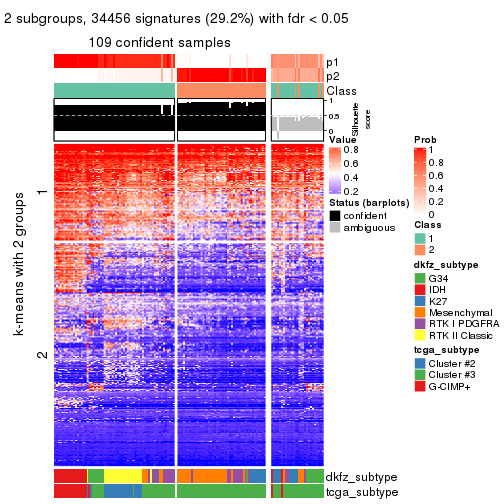 2 subgroups, 34456 signatures (29.2%) with fdr < 0.05
109 confident samples
p1
p2
Class
1
0.5
0
Silhouette
score
k-means with 2 groups
1
2
Value
0.8
0.6
0.4
0.2
Status (barplots)
confident
ambiguous
Prob
1
0.8
0.6
0.4
0.2
0
Class
1
2
dkfz_subtype
G34
IDH
K27
Mesenchymal
RTK I PDGFRA
RTK II Classic
tcga_subtype
Cluster #2
Cluster #3
G-CIMP+
dkfz_subtype
tcga_subtype